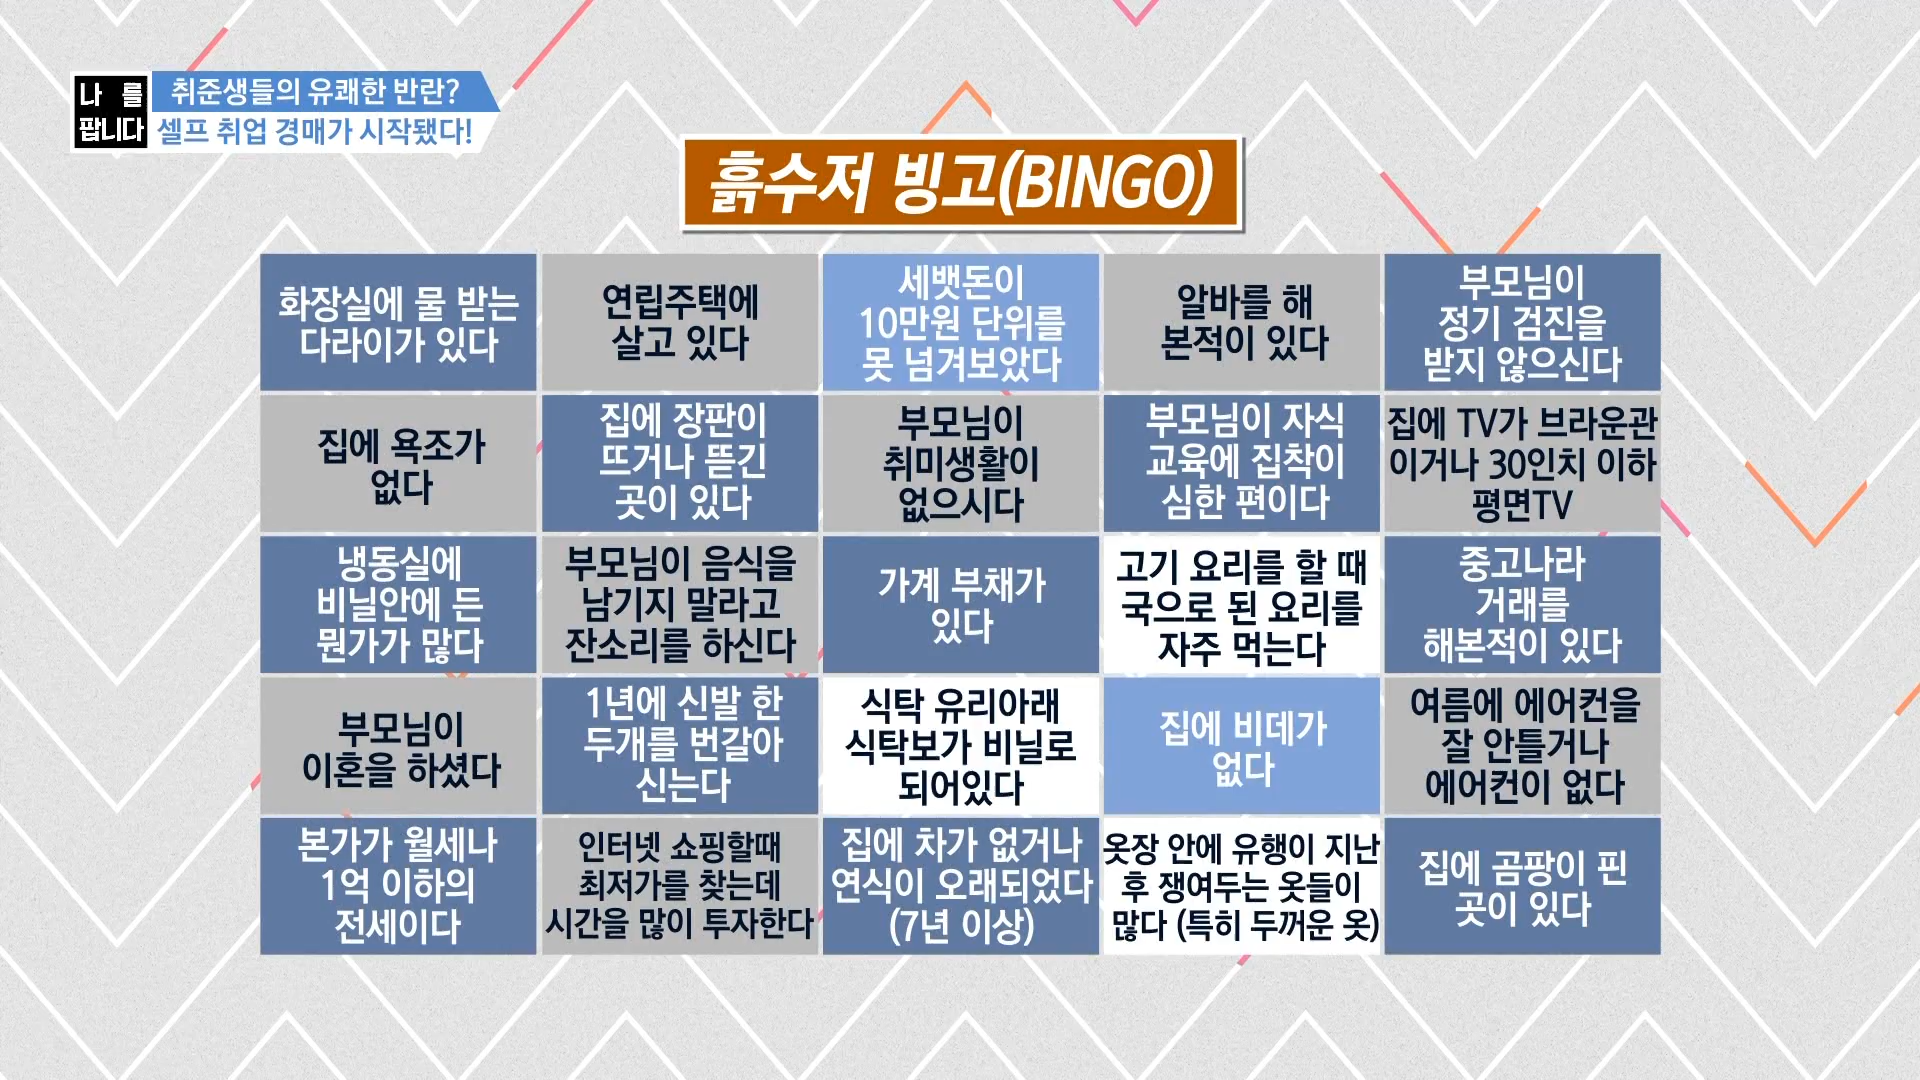 나를
팝니다
취준생들의 유쾌한 반란?
셀프 취업 경매가 시작됐다!
흙수저 빙고(BINGO)
화장실에 물 받는
다라이가 있다
연립주택에
살고 있다
세뱃돈이
10만원 단위를
못 넘겨보았다
알바를 해
본적이 있다
부모님이
정기 검진을
받지 않으신다
집에 욕조가
없다
집에 장판이
뜨거나 뜯긴
곳이 있다
부모님이
취미생활이
없으시다
부모님이 자식
교육에 집착이
심한 편이다
집에 TV가 브라운관
이거나 30인치 이하
평면TV
냉동실에
비닐안에 든
뭔가가 많다
부모님이 음식을
남기지 말라고
잔소리를 하신다
가계 부채가
있다
고기 요리를 할 때
국으로 된 요리를
자주 먹는다
중고나라
거래를
해본적이 있다
부모님이
이혼을 하셨다
1년에 신발 한
두개를 번갈아
신는다
식탁 유리아래
식탁보가 비닐로
되어있다
집에 비데가
없다
여름에 에어컨을
잘 안틀거나
에어컨이 없다
본가가 월세나
1억 이하의
전세이다
인터넷 쇼핑할때
최저가를 찾는데
시간을 많이 투자한다
집에 차가 없거나
연식이 오래되었다
(7년 이상)
옷장 안에 유행이 지난
후 쟁여두는 옷들이
많다 (특히 두꺼운 옷)
집에 곰팡이 핀
곳이 있다